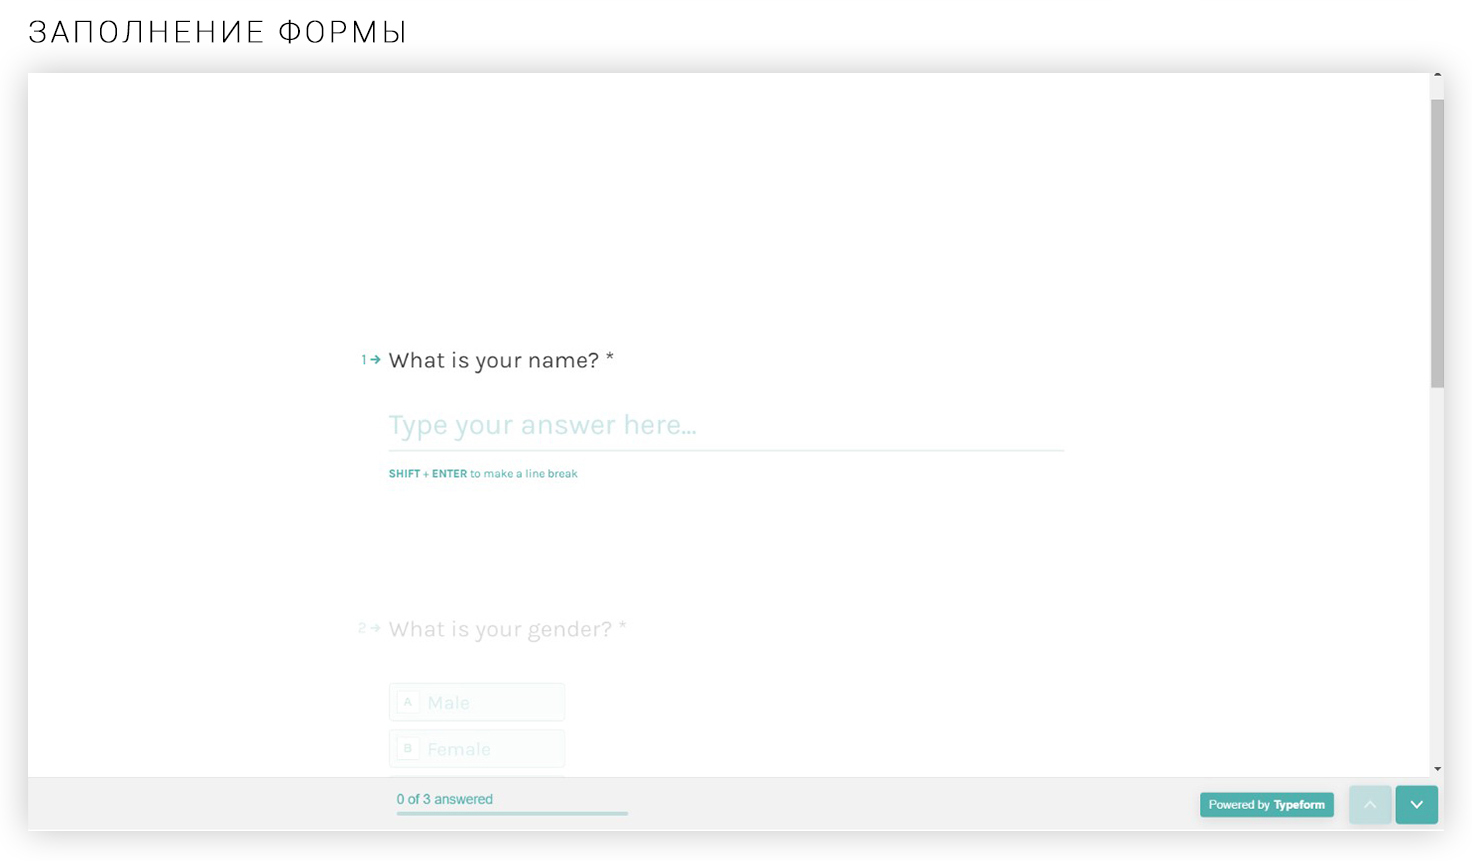 ЗАПОЛНЕНИЕ ФОРМЫ
1 → What is your name? *
Type your answer here...
SHIFT + ENTER to make a line break
2 → What is your gender? *
A Male
B Female
0 of 3 answered
Powered by Typeform